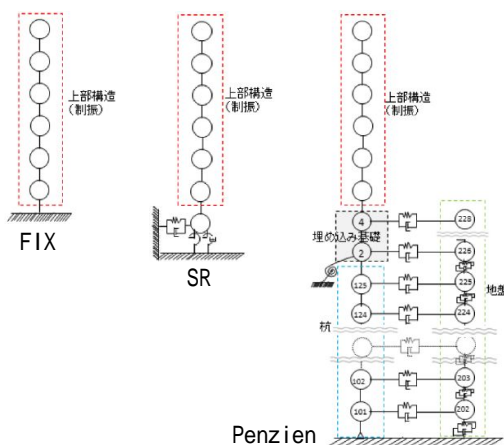 上部構造
(制振)
FIX
上部構造
(制振)
SR
上部構造
(制振)
4
228
埋め込み基礎
2
226
125
225
地盤
124
224
杭
102
203
101
202
Penzien